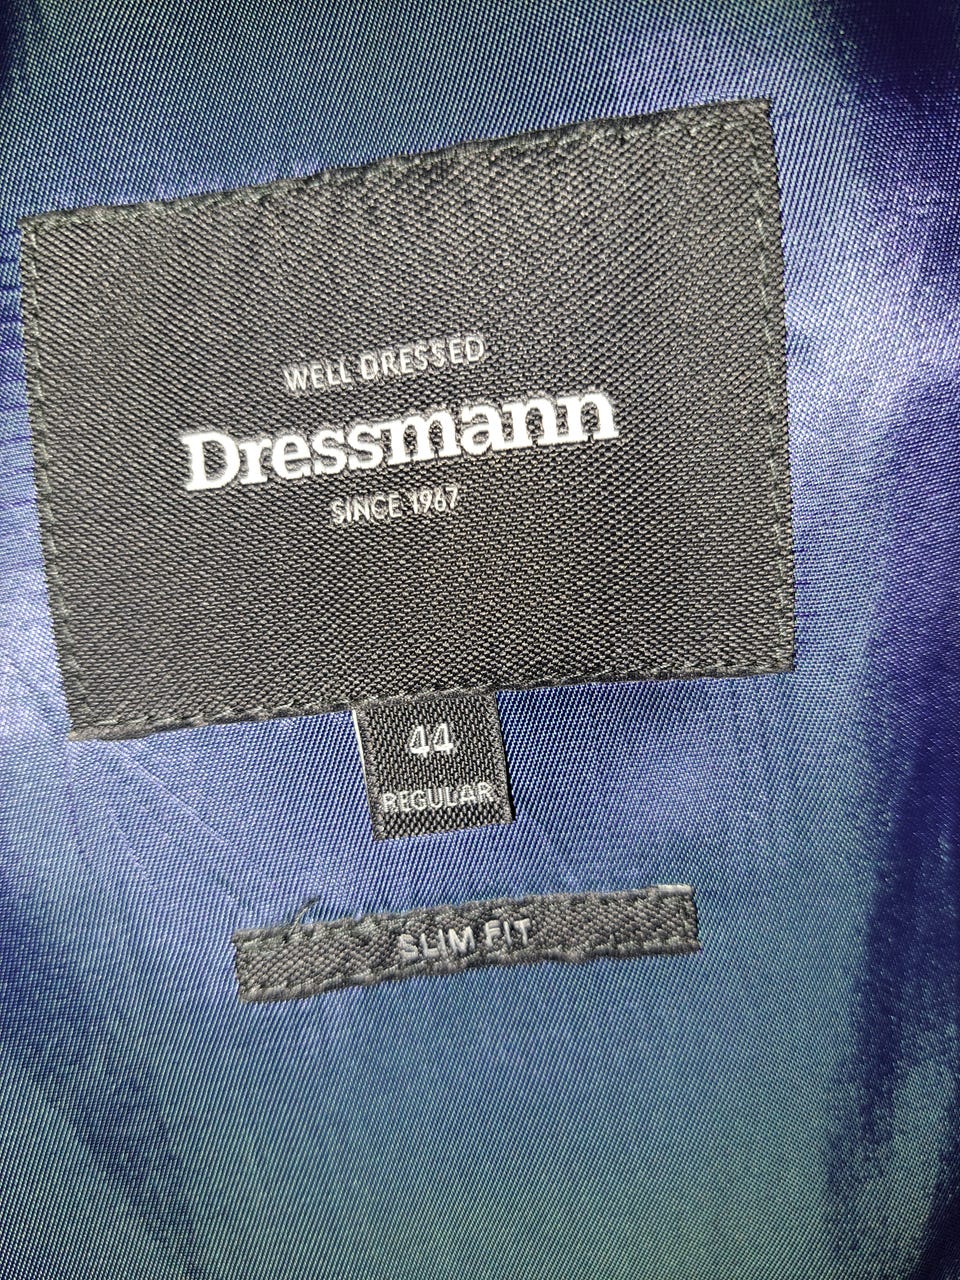 WELL DRESSED
Dressmann
SINCE 1967
44
REGULAR
SLIM FIT